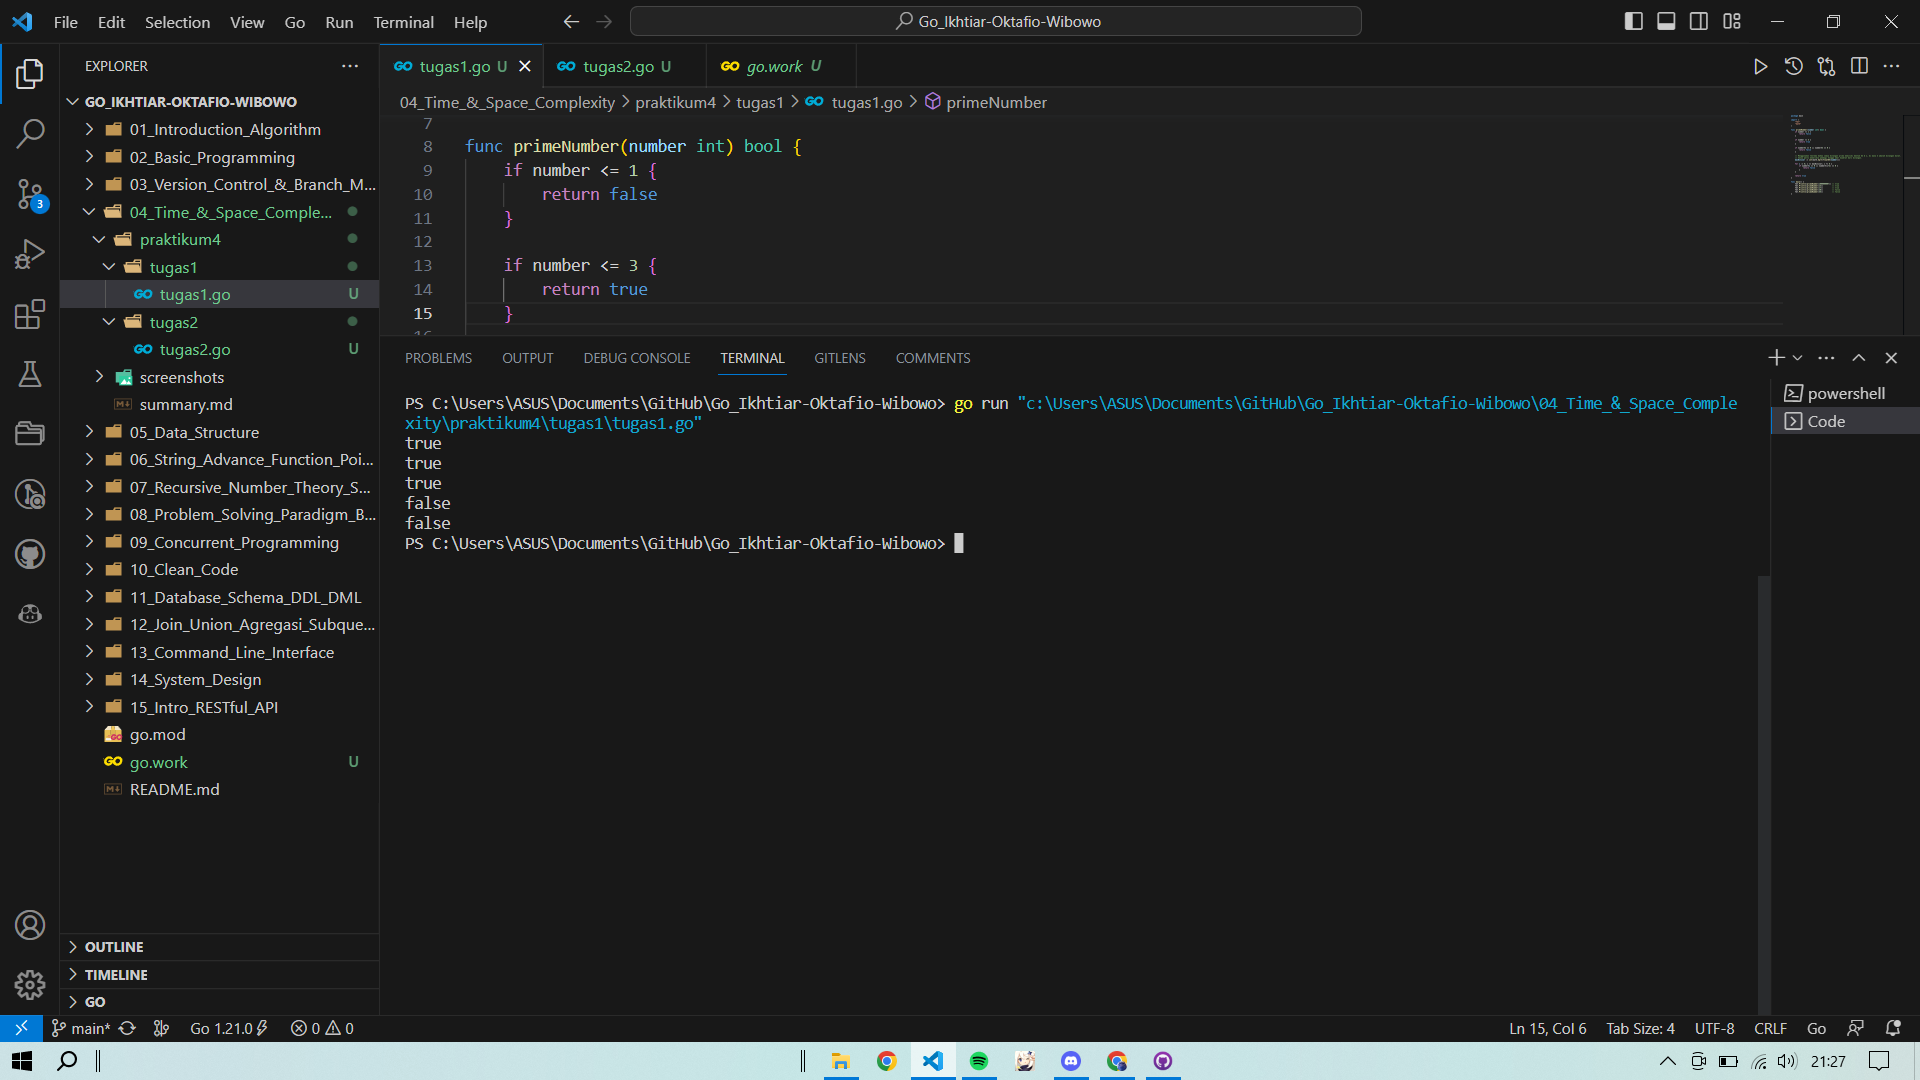 File Edit Selection View Go Run Terminal Help
Go_Ikhtiar-Oktafio-Wibowo
EXPLORER
GO_IKHTIAR-OKTAFIO-WIBOWO
01_Introduction_Algorithm
02_Basic_Programming
03_Version_Control_&_Branch_M...
3
04_Time_&_Space_Comple...
praktikum4
tugas1
tugas1.go U
tugas2
tugas2.go U
screenshots
summary.md
05_Data_Structure
06_String_Advance_Function_Poi...
07_Recursive_Number_Theory_S...
08_Problem_Solving_Paradigm_B...
09_Concurrent_Programming
10_Clean_Code
11_Database_Schema_DDL_DML
12_Join_Union_Agregasi_Subque...
13_Command_Line_Interface
14_System_Design
15_Intro_RESTful_API
go.mod
go.work U
README.md
OUTLINE
TIMELINE
GO
tugas1.go U tugas2.go U go.work U
04_Time_&_Space_Complexity > praktikum4 > tugas1 > tugas1.go > primeNumber
7
8 func primeNumber(number int) bool {
9 if number <= 1 {
10 return false
11 }
12
13 if number <= 3 {
14 return true
15 }
16
PROBLEMS OUTPUT DEBUG CONSOLE TERMINAL GITLENS COMMENTS
PS C:\Users\ASUS\Documents\GitHub\Go_Ikhtiar-Oktafio-Wibowo> go run "c:\Users\ASUS\Documents\GitHub\Go_Ikhtiar-Oktafio-Wibowo\04_Time_&_Space_Comple
xity\praktikum4\tugas1\tugas1.go"
true
true
true
false
false
PS C:\Users\ASUS\Documents\GitHub\Go_Ikhtiar-Oktafio-Wibowo>
powershell
Code
main* Go 1.21.0 0 0 Ln 15, Col 6 Tab Size: 4 UTF-8 CRLF Go
21:27